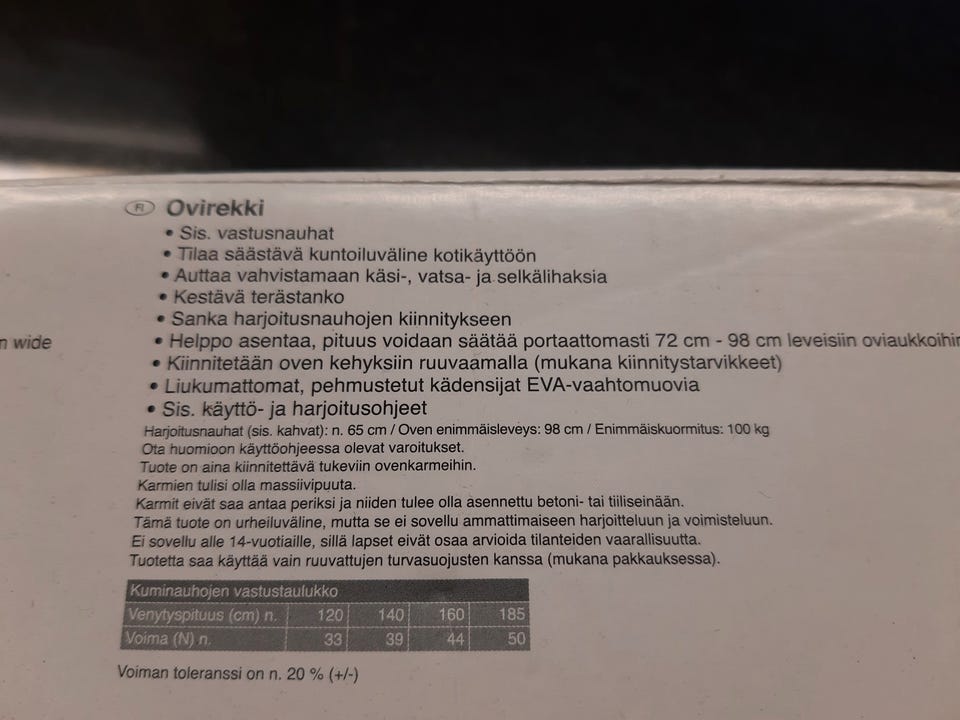 FI Ovirekki
• Sis. vastusnauhat
• Tilaa säästävä kuntoiluväline kotikäyttöön
• Auttaa vahvistamaan käsi-, vatsa- ja selkälihaksia
• Kestävä terästanko
• Sanka harjoitusnauhojen kiinnitykseen
n wide
• Helppo asentaa, pituus voidaan säätää portaattomasti 72 cm - 98 cm leveisiin oviaukkoihin
• Kiinnitetään oven kehyksiin ruuvaamalla (mukana kiinnitystarvikkeet)
• Liukumattomat, pehmustetut kädensijat EVA-vaahtomuovia
• Sis. käyttö- ja harjoitusohjeet
Harjoitusnauhat (sis. kahvat): n. 65 cm / Oven enimmäisleveys: 98 cm / Enimmäiskuormitus: 100 kg
Ota huomioon käyttöohjeessa olevat varoitukset.
Tuote on aina kiinnitettävä tukeviin ovenkarmeihin.
Karmien tulisi olla massiivipuuta.
Karmit eivät saa antaa periksi ja niiden tulee olla asennettu betoni- tai tiiliseinään.
Tämä tuote on urheiluväline, mutta se ei sovellu ammattimaiseen harjoitteluun ja voimisteluun.
Ei sovellu alle 14-vuotiaille, sillä lapset eivät osaa arvioida tilanteiden vaarallisuutta.
Tuotetta saa käyttää vain ruuvattujen turvasuojusten kanssa (mukana pakkauksessa).
Kuminauhojen vastustaulukko
Venytyspituus (cm) n. 120 140 160 185
Voima (N) n. 33 39 44 50
Voiman toleranssi on n. 20 % (+/-)